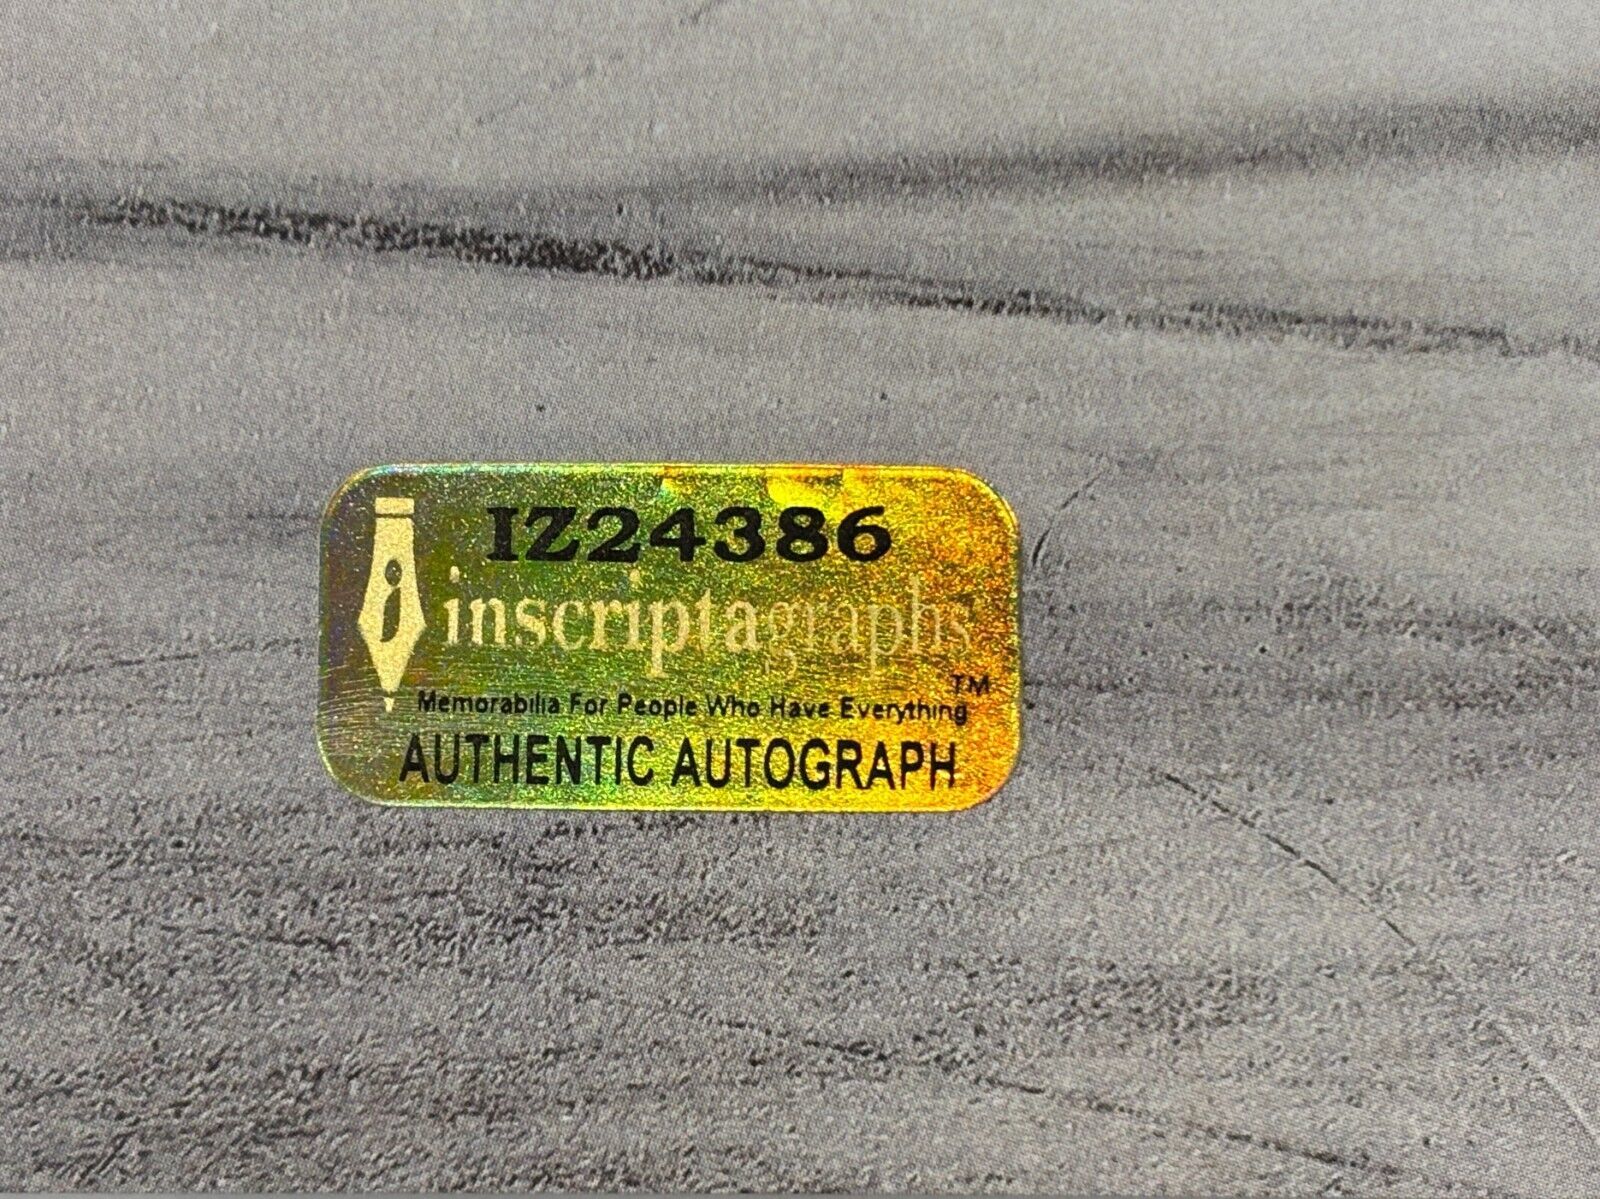 IZ24386
i
inscriptagraphs
TM
Memorabilia For People Who Have Everything
AUTHENTIC AUTOGRAPH